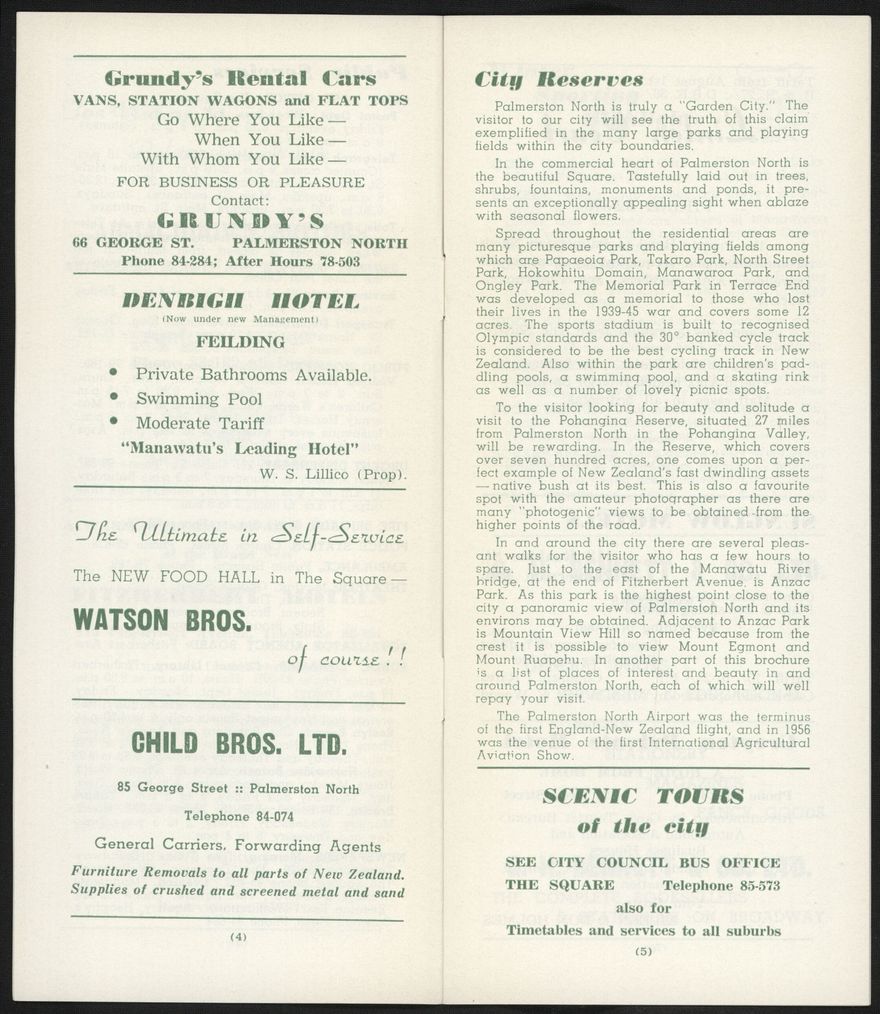 Grundy's Rental Cars
VANS, STATION WAGONS and FLAT TOPS
Go Where You Like —
When You Like —
With Whom You Like —
FOR BUSINESS OR PLEASURE
Contact:
GRUNDY'S
66 GEORGE ST. PALMERSTON NORTH
Phone 84-284; After Hours 78-503
DENBIGH HOTEL
(Now under new Management)
FEILDING
• Private Bathrooms Available.
• Swimming Pool
• Moderate Tariff
"Manawatu's Leading Hotel"
W. S. Lillico (Prop).
The Ultimate in Self-Service
The NEW FOOD HALL in The Square —
WATSON BROS.
of course!!
CHILD BROS. LTD.
85 George Street :: Palmerston North
Telephone 84-074
General Carriers, Forwarding Agents
Furniture Removals to all parts of New Zealand.
Supplies of crushed and screened metal and sand
(4)
City Reserves
Palmerston North is truly a "Garden City." The
visitor to our city will see the truth of this claim
exemplified in the many large parks and playing
fields within the city boundaries.
In the commercial heart of Palmerston North is
the beautiful Square. Tastefully laid out in trees,
shrubs, fountains, monuments and ponds, it pre-
sents an exceptionally appealing sight when ablaze
with seasonal flowers.
Spread throughout the residential areas are
many picturesque parks and playing fields among
which are Papaeoia Park, Takaro Park, North Street
Park, Hokowhitu Domain, Manawaroa Park, and
Ongley Park. The Memorial Park in Terrace End
was developed as a memorial to those who lost
their lives in the 1939-45 war and covers some 12
acres. The sports stadium is built to recognised
Olympic standards and the 30° banked cycle track
is considered to be the best cycling track in New
Zealand. Also within the park are children's pad-
dling pools, a swimming pool, and a skating rink
as well as a number of lovely picnic spots.
To the visitor looking for beauty and solitude a
visit to the Pohangina Reserve, situated 27 miles
from Palmerston North in the Pohangina Valley,
will be rewarding. In the Reserve, which covers
over seven hundred acres, one comes upon a per-
fect example of New Zealand's fast dwindling assets
— native bush at its best. This is also a favourite
spot with the amateur photographer as there are
many "photogenic" views to be obtained from the
higher points of the road.
In and around the city there are several pleas-
ant walks for the visitor who has a few hours to
spare. Just to the east of the Manawatu River
bridge, at the end of Fitzherbert Avenue, is Anzac
Park. As this park is the highest point close to the
city a panoramic view of Palmerston North and its
environs may be obtained. Adjacent to Anzac Park
is Mountain View Hill so named because from the
crest it is possible to view Mount Egmont and
Mount Ruapehu. In another part of this brochure
is a list of places of interest and beauty in and
around Palmerston North, each of which will well
repay your visit.
The Palmerston North Airport was the terminus
of the first England-New Zealand flight, and in 1956
was the venue of the first International Agricultural
Aviation Show.
SCENIC TOURS
of the city
SEE CITY COUNCIL BUS OFFICE
THE SQUARE Telephone 85-573
also for
Timetables and services to all suburbs
(5)